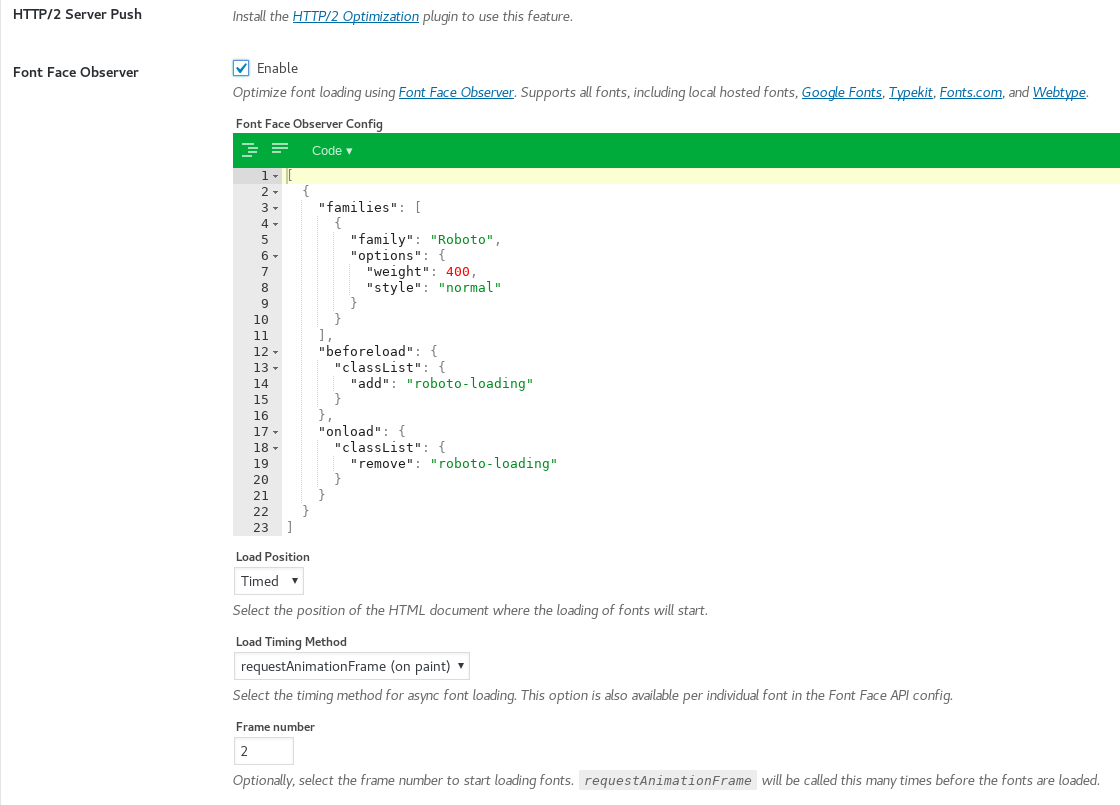 HTTP/2 Server Push
Install the HTTP/2 Optimization plugin to use this feature.
Font Face Observer
Enable
Optimize font loading using Font Face Observer. Supports all fonts, including local hosted fonts, Google Fonts, Typekit, Fonts.com, and Webtype.
Font Face Observer Config
Code ▾
1 [
2 {
3 "families": [
4 {
5 "family": "Roboto",
6 "options": {
7 "weight": 400,
8 "style": "normal"
9 }
10 }
11 ],
12 "beforeload": {
13 "classList": {
14 "add": "roboto-loading"
15 }
16 },
17 "onload": {
18 "classList": {
19 "remove": "roboto-loading"
20 }
21 }
22 }
23 ]
Load Position
Timed
Select the position of the HTML document where the loading of fonts will start.
Load Timing Method
requestAnimationFrame (on paint)
Select the timing method for async font loading. This option is also available per individual font in the Font Face API config.
Frame number
2
Optionally, select the frame number to start loading fonts. requestAnimationFrame will be called this many times before the fonts are loaded.